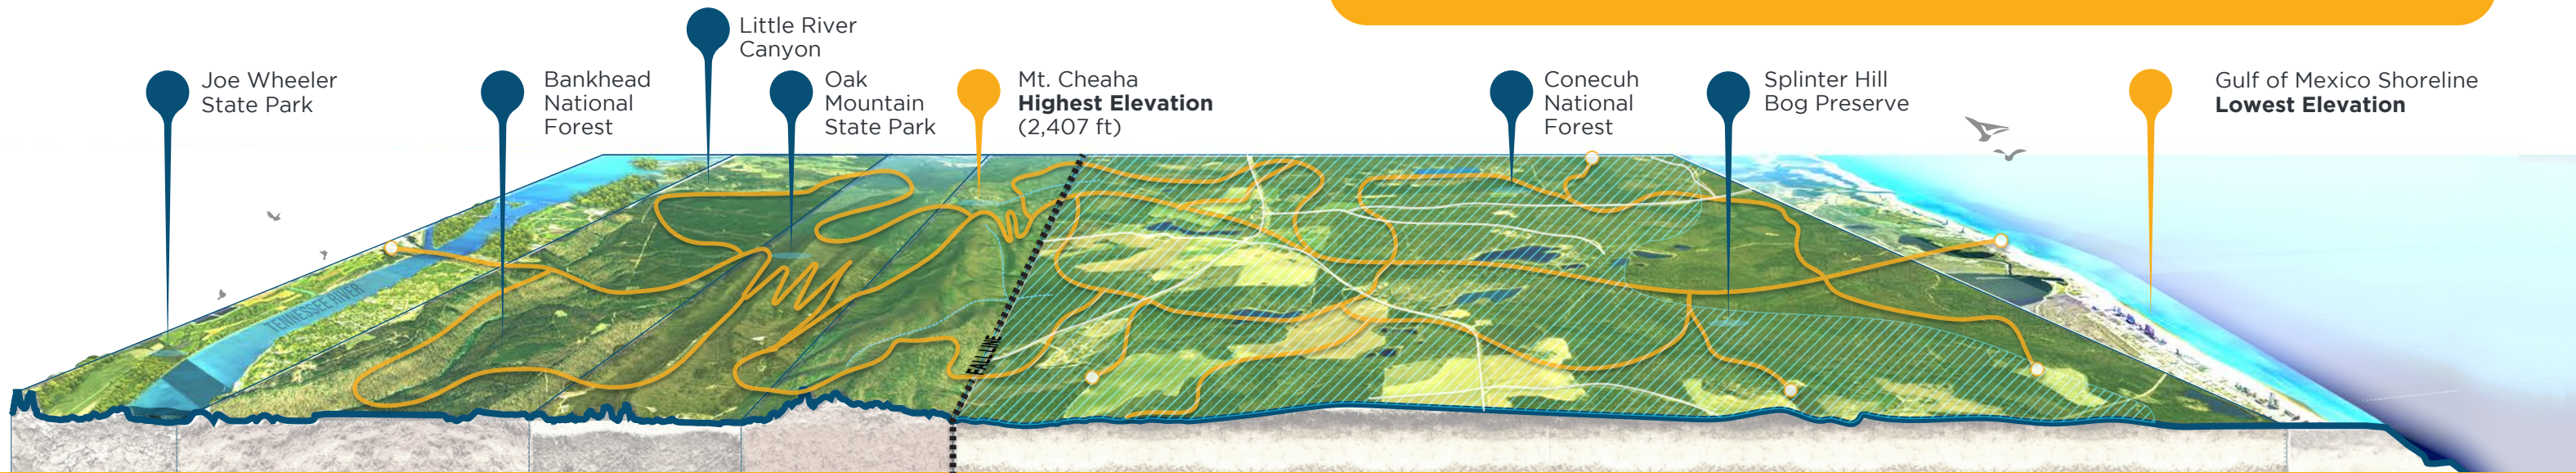 Little River
Canyon
Joe Wheeler
State Park
Bankhead
National
Forest
Oak
Mountain
State Park
Mt. Cheaha
Highest Elevation
(2,407 ft)
Conecuh
National
Forest
Splinter Hill
Bog Preserve
Gulf of Mexico Shoreline
Lowest Elevation
TENNESSEE RIVER
FALL LINE